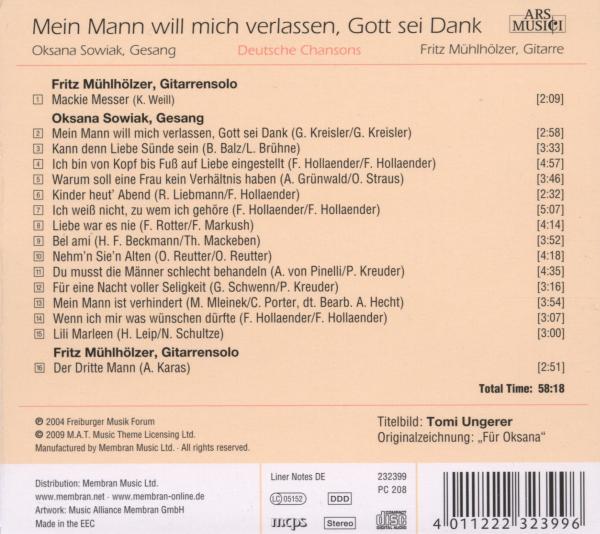 Mein Mann will mich verlassen, Gott sei Dank
ARS MUSICI
Oksana Sowiak, Gesang Deutsche Chansons Fritz Mühlhölzer, Gitarre
Fritz Mühlhölzer, Gitarrensolo
1 Mackie Messer (K. Weill) [2:09]
Oksana Sowiak, Gesang
2 Mein Mann will mich verlassen, Gott sei Dank (G. Kreisler/G. Kreisler) [2:58]
3 Kann denn Liebe Sünde sein (B. Balz/L. Brühne) [3:33]
4 Ich bin von Kopf bis Fuß auf Liebe eingestellt (F. Hollaender/F. Hollaender) [4:57]
5 Warum soll eine Frau kein Verhältnis haben (A. Grünwald/O. Straus) [3:46]
6 Kinder heut' Abend (R. Liebmann/F. Hollaender) [2:32]
7 Ich weiß nicht, zu wem ich gehöre (F. Hollaender/F. Hollaender) [5:07]
8 Liebe war es nie (F. Rotter/F. Markush) [4:14]
9 Bel ami (H. F. Beckmann/Th. Mackeben) [3:52]
10 Nehm'n Sie'n Alten (O. Reutter/O. Reutter) [4:18]
11 Du musst die Männer schlecht behandeln (A. von Pinelli/P. Kreuder) [4:35]
12 Für eine Nacht voller Seligkeit (G. Schwenn/P. Kreuder) [3:16]
13 Mein Mann ist verhindert (M. Mleinek/C. Porter, dt. Bearb. A. Hecht) [3:54]
14 Wenn ich mir was wünschen dürfte (F. Hollender/F. Hollaender) [3:07]
15 Lili Marleen (H. Leip/N. Schultze) [3:00]
Fritz Mühlhölzer, Gitarrensolo
16 Der Dritte Mann (A. Karas) [2:51]
Total Time: 58:18
℗ 2004 Freiburger Musik Forum
© 2009 M.A.T. Music Theme Licensing Ltd.
Manufactured by Membran Music Ltd. · All rights reserved.
Titelbild: Tomi Ungerer
Originalzeichnung: „Für Oksana“
Distribution: Membran Music Ltd.
www.membran.net · www.membran-online.de
Artwork: Music Alliance Membran GmbH
Made in the EEC
Liner Notes DE 232399
PC 208
LC 05152 DDD
mcps Stereo COMPACT disc DIGITAL AUDIO
4 011222 323996